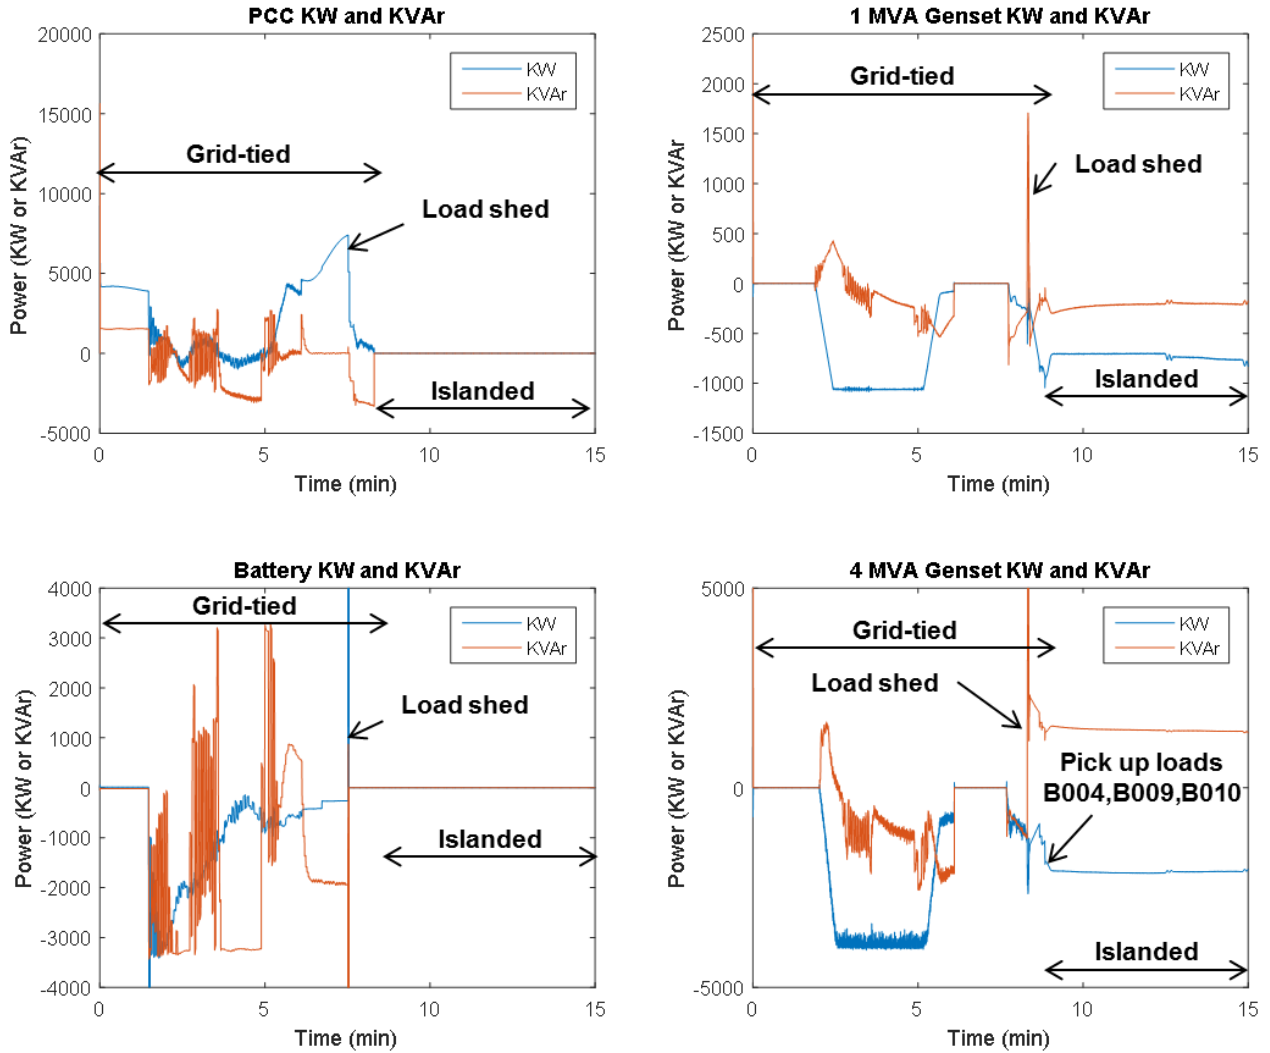 PCC KW and KVAr
20000
15000
10000
5000
0
-5000
Power (KW or KVAr)
KW
KVAr
Grid-tied
Load shed
Islanded
0 5 10 15
Time (min)
1 MVA Genset KW and KVAr
2500
2000
1500
1000
500
0
-500
-1000
-1500
Power (KW or KVAr
KW
KVAr
Grid-tied
Load shed
Islanded
0 5 10 15
Time (min)
Battery KW and KVAr
4000
3000
2000
1000
0
-1000
-2000
-3000
-4000
Power (KW or KVAr)
Grid-tied
KW
KVAr
Load shed
Islanded
0 5 10 15
Time (min)
4 MVA Genset KW and KVAr
5000
0
-5000
Power (KW or KVAr)
KW
KVAr
Grid-tied
Load shed
Pick up loads
B004,B009,B010
Islanded
0 5 10 15
Time (min)